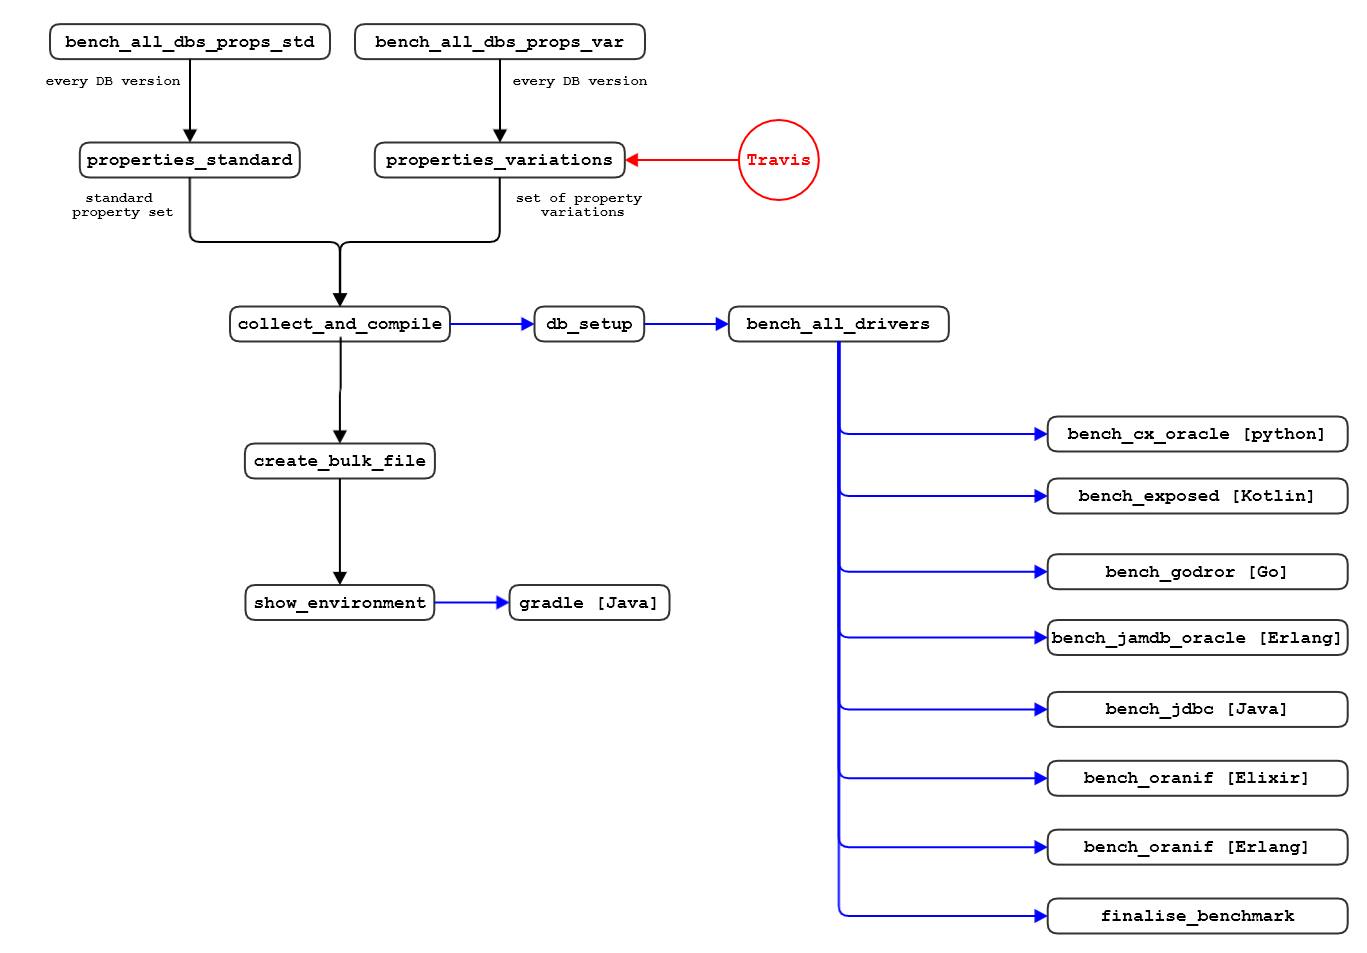 bench_all_dbs_props_std
bench_all_dbs_props_var
every DB version
every DB version
properties_standard
properties_variations
Travis
standard
property set
set of property
variations
collect_and_compile
db_setup
bench_all_drivers
bench_cx_oracle [python]
create_bulk_file
bench_exposed [Kotlin]
bench_godror [Go]
show_environment
gradle [Java]
bench_jamdb_oracle [Erlang]
bench_jdbc [Java]
bench_oranif [Elixir]
bench_oranif [Erlang]
finalise_benchmark